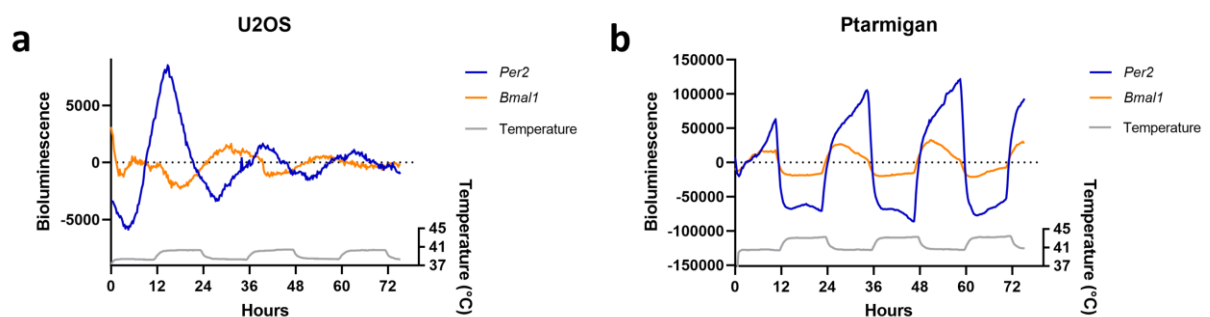 a
U2OS
Bioluminescence
5000
0
-5000
Per2
Bmal1
Temperature
Temperature (°C)
45
41
37
0 12 24 36 48 60 72
Hours
b
Ptarmigan
Bioluminescence
150000
100000
50000
0
-50000
-100000
-150000
Per2
Bmal1
Temperature
Temperature (°C)
45
41
37
0 12 24 36 48 60 72
Hours